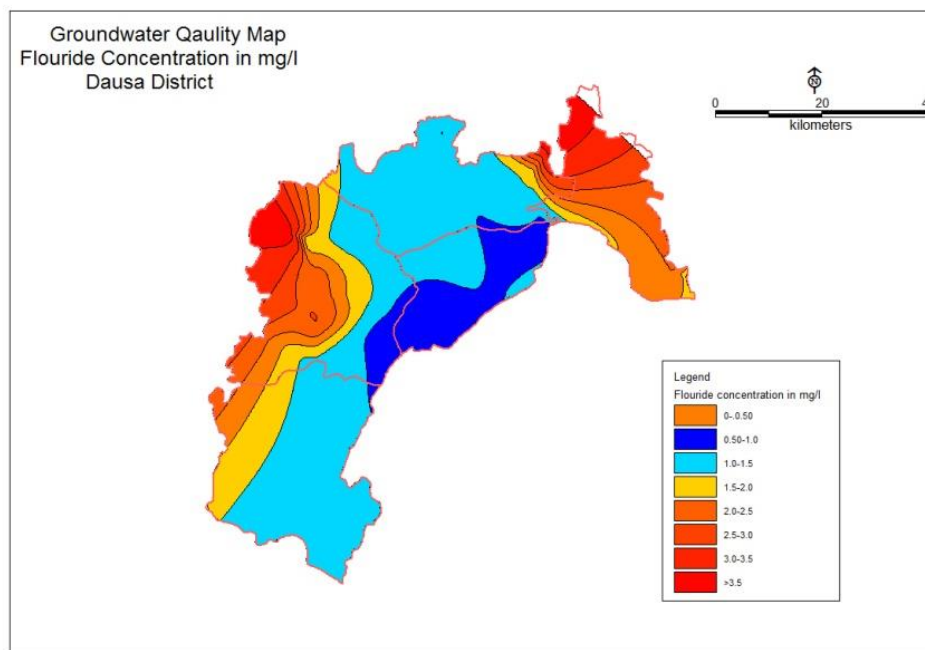 Groundwater Qaulity Map
Flouride Concentration in mg/l
Dausa District
N
0 20 4
kilometers
Legend
Flouride concentration in mg/l
0-.0.50
0.50-1.0
1.0-1.5
1.5-2.0
2.0-2.5
2.5-3.0
3.0-3.5
>3.5